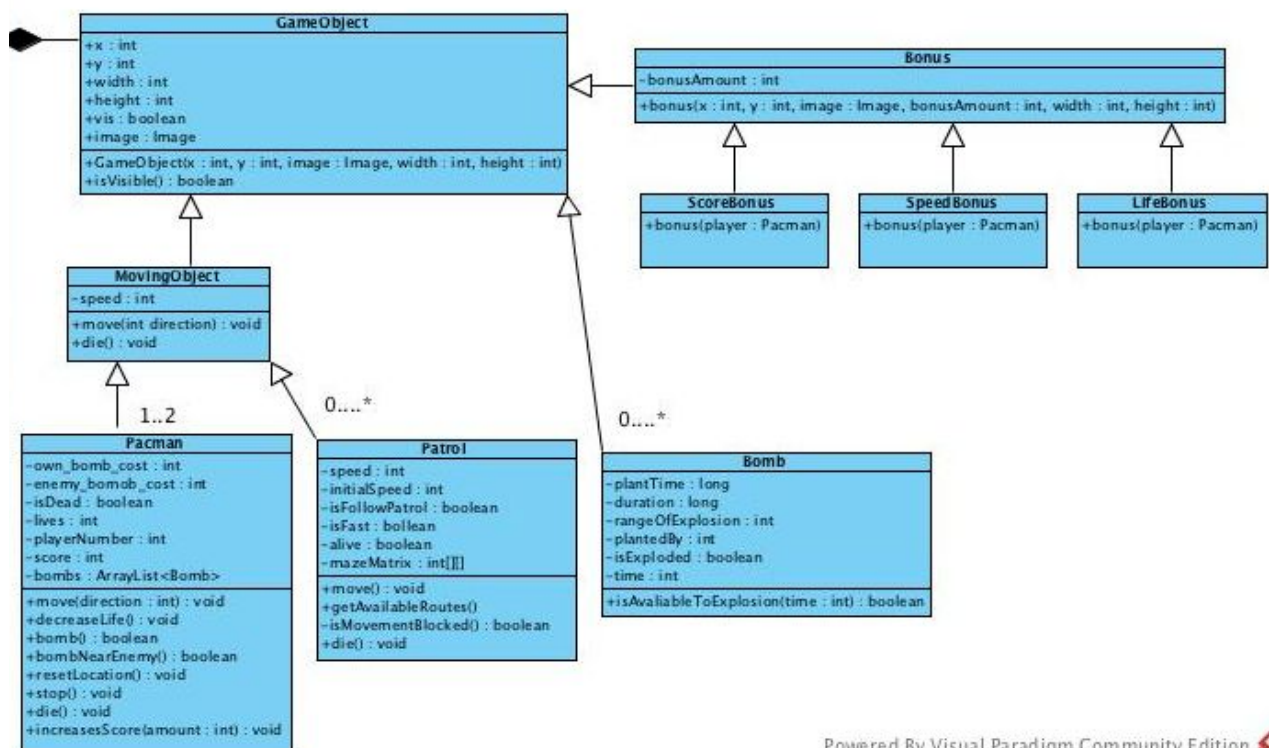 GameObject
+x : int
+y : int
+width : int
+height : int
+vis : boolean
+image : Image
+GameObject(x : int, y : int, image : Image, width : int, height : int)
+isVisible() : boolean
Bonus
-bonusAmount : int
+bonus(x : int, y : int, image : Image, bonusAmount : int, width : int, height : int)
ScoreBonus
+bonus(player : Pacman)
SpeedBonus
+bonus(player : Pacman)
LifeBonus
+bonus(player : Pacman)
MovingObject
-speed : int
+move(int direction) : void
+die() : void
1..2
0....*
0....*
Pacman
-own_bomb_cost : int
-enemy_bomob_cost : int
-isDead : boolean
-lives : int
-playerNumber : int
-score : int
-bombs : ArrayList<Bomb>
+move(direction : int) : void
+decreaseLife() : void
+bomb() : boolean
+bombNearEnemy() : boolean
+resetLocation() : void
+stop() : void
+die() : void
+increasesScore(amount : int) : void
Patrol
-speed : int
-initialSpeed : int
-isFollowPatrol : boolean
-isFast : bollean
-alive : boolean
-mazeMatrix : int[][]
+move() : void
+getAvailableRoutes()
-isMovementBlocked() : boolean
+die() : void
Bomb
-plantTime : long
-duration : long
-rangeOfExplosion : int
-plantedBy : int
-isExploded : boolean
-time : int
+isAvaliableToExplosion(time : int) : boolean
Powered By Visual Paradigm Community Edition